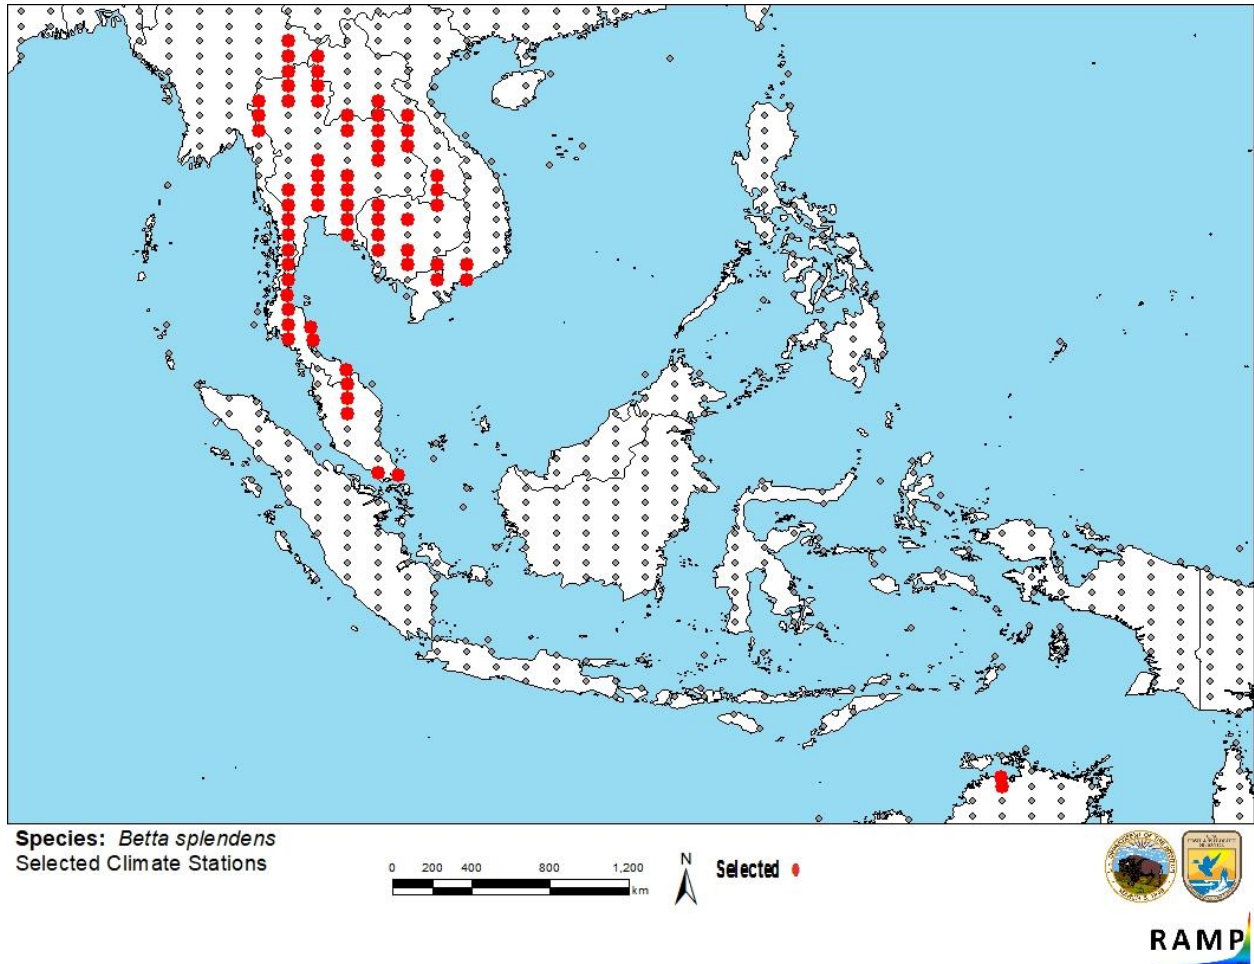 Species: Betta splendens
Selected Climate Stations
0 200 400 800 1,200
km
N
Selected
RAMP